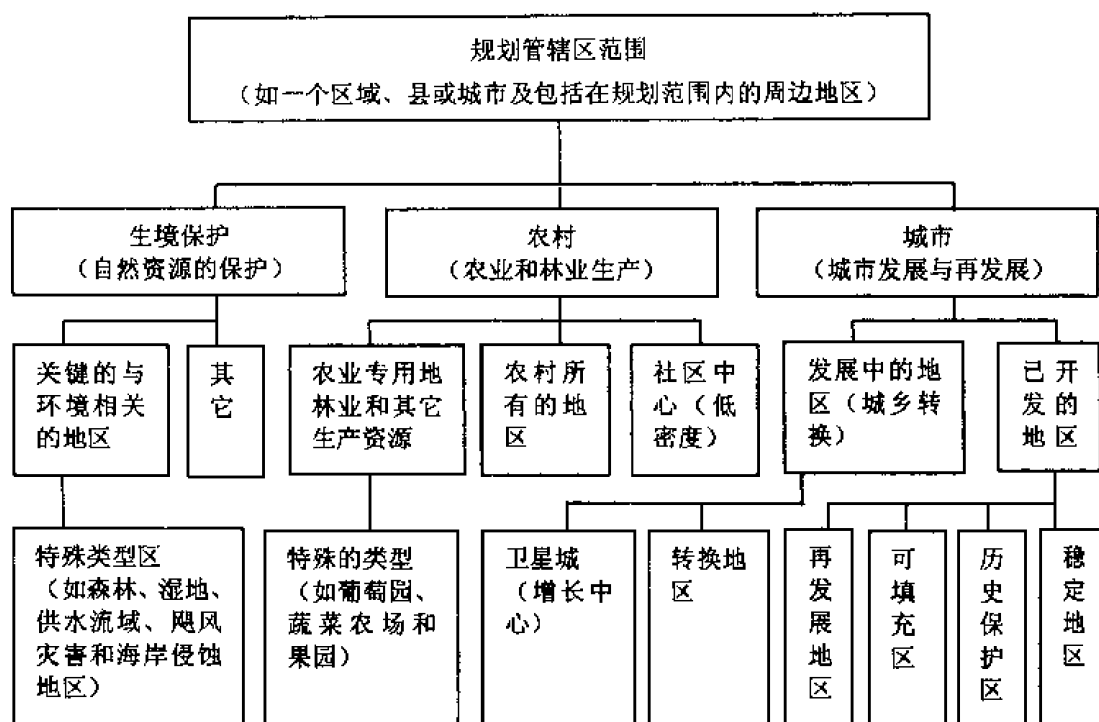 规划管辖区范围
（如一个区域、县或城市及包括在规划范围内的周边地区）
生境保护
（自然资源的保护）
农村
（农业和林业生产）
城市
（城市发展与再发展）
关键的与
环境相关
的地区
其
它
农业专用地
林业和其它
生产资源
农村所
有的地
区
社区中
心（低
密度）
发展中的地
区（城乡转
换）
已开
发的
地区
特殊类型区
（如森林、湿地、
供水流域、飓风
灾害和海岸侵蚀
地区）
特殊的类型
（如葡萄园、
蔬菜农场和
果园）
卫星城
（增长中
心）
转换地
区
再发展地区
可填充区
历史保护区
稳定地区